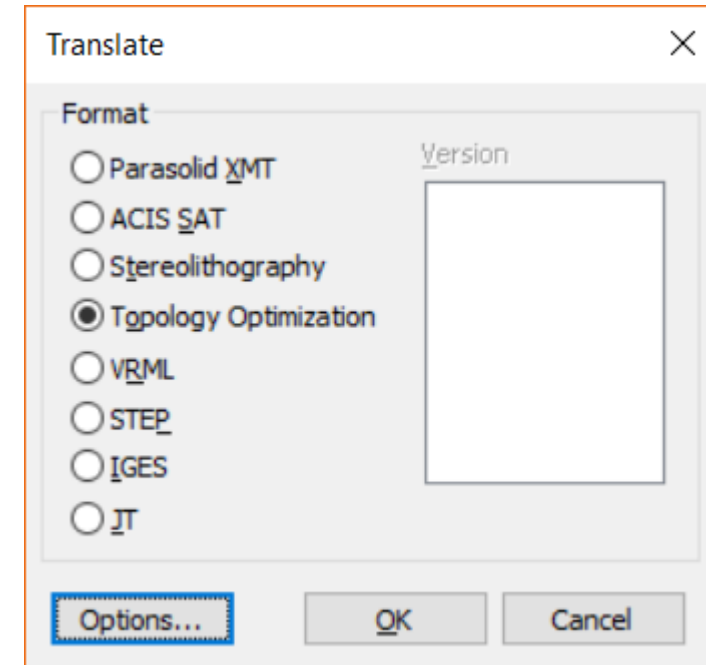 Translate
Format
Version
Parasolid XMT
ACIS SAT
Stereolithography
Topology Optimization
VRML
STEP
IGES
JT
Options...
OK
Cancel